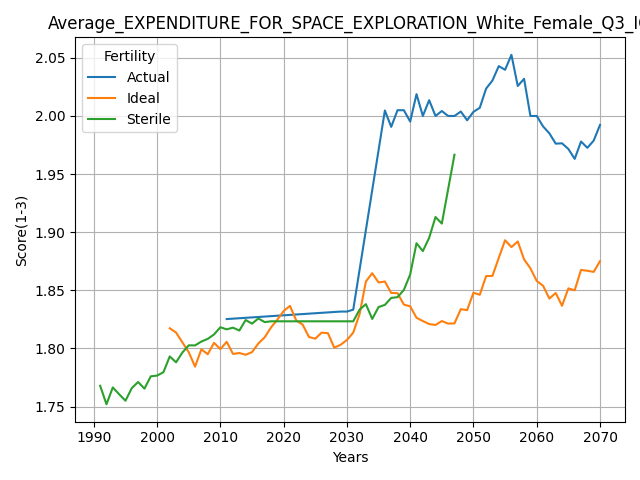 Average_EXPENDITURE_FOR_SPACE_EXPLORATION_White_Female_Q3_I
Fertility
Actual
Ideal
Sterile
2.05
2.00
1.95
1.90
1.85
1.80
1.75
Score(1-3)
1990 2000 2010 2020 2030 2040 2050 2060 2070
Years